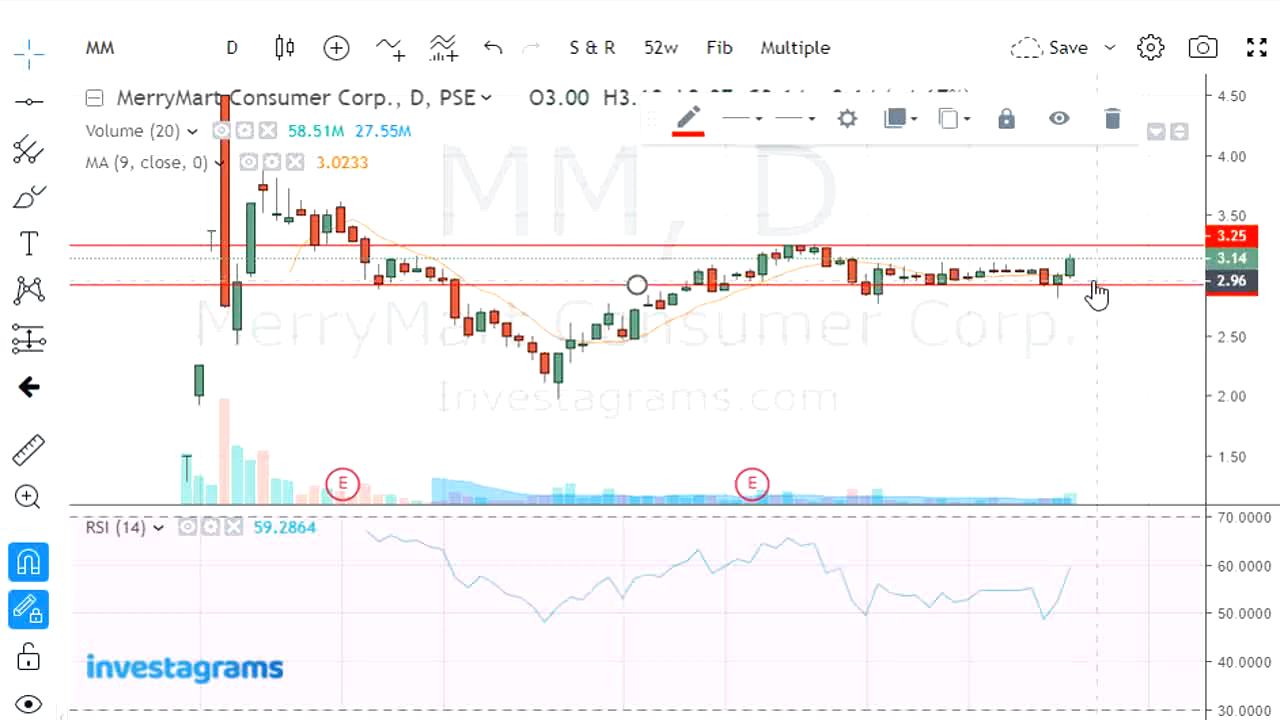 MM D S & R 52w Fib Multiple Save
MerryMart Consumer Corp., D, PSE O3.00
Volume (20) 58.51M 27.55M
MA (9, close, 0) 3.0233
MM, D
MerryMart Consumer Corp.
Investagrams.com
4.50
4.00
3.50
3.25
3.14
2.96
2.50
2.00
1.50
E E
RSI (14) 59.2864
70.0000
60.0000
50.0000
40.0000
30.0000
investagrams